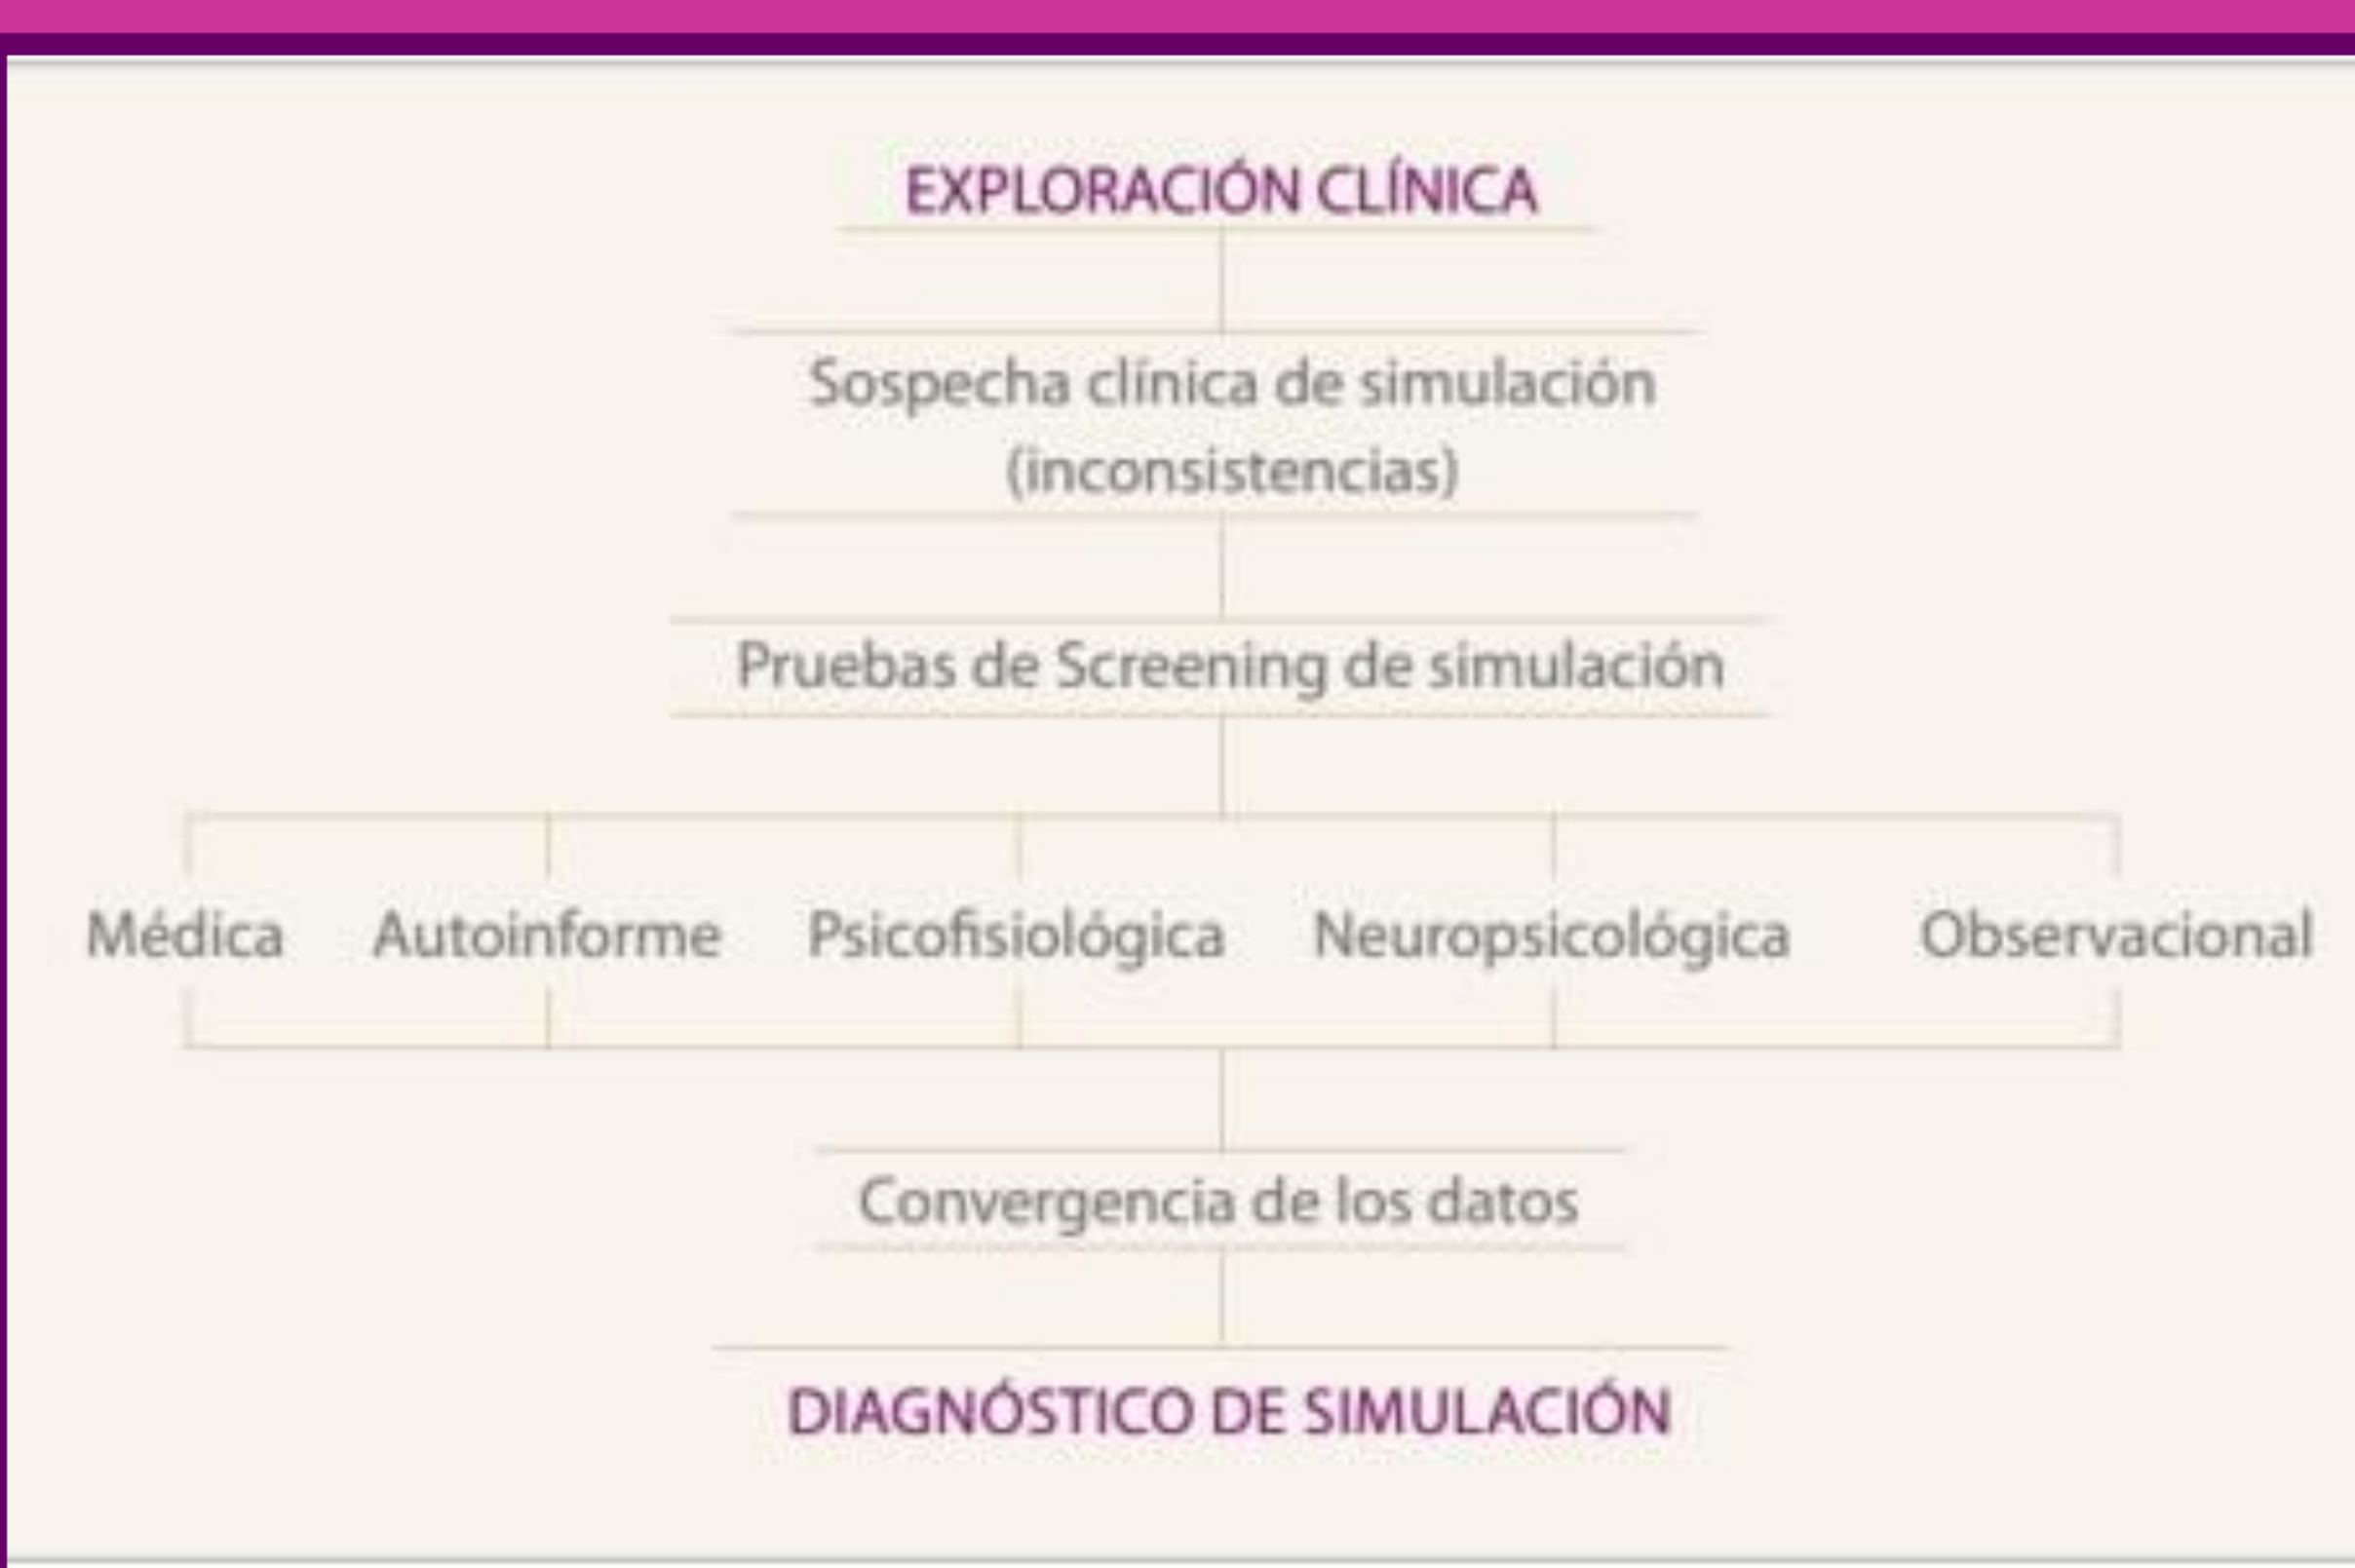 EXPLORACIÓN CLÍNICA
Sospecha clínica de simulación
(inconsistencias)
Pruebas de Screening de simulación
Médica Autoinforme Psicofisiológica Neuropsicológica Observacional
Convergencia de los datos
DIAGNÓSTICO DE SIMULACIÓN